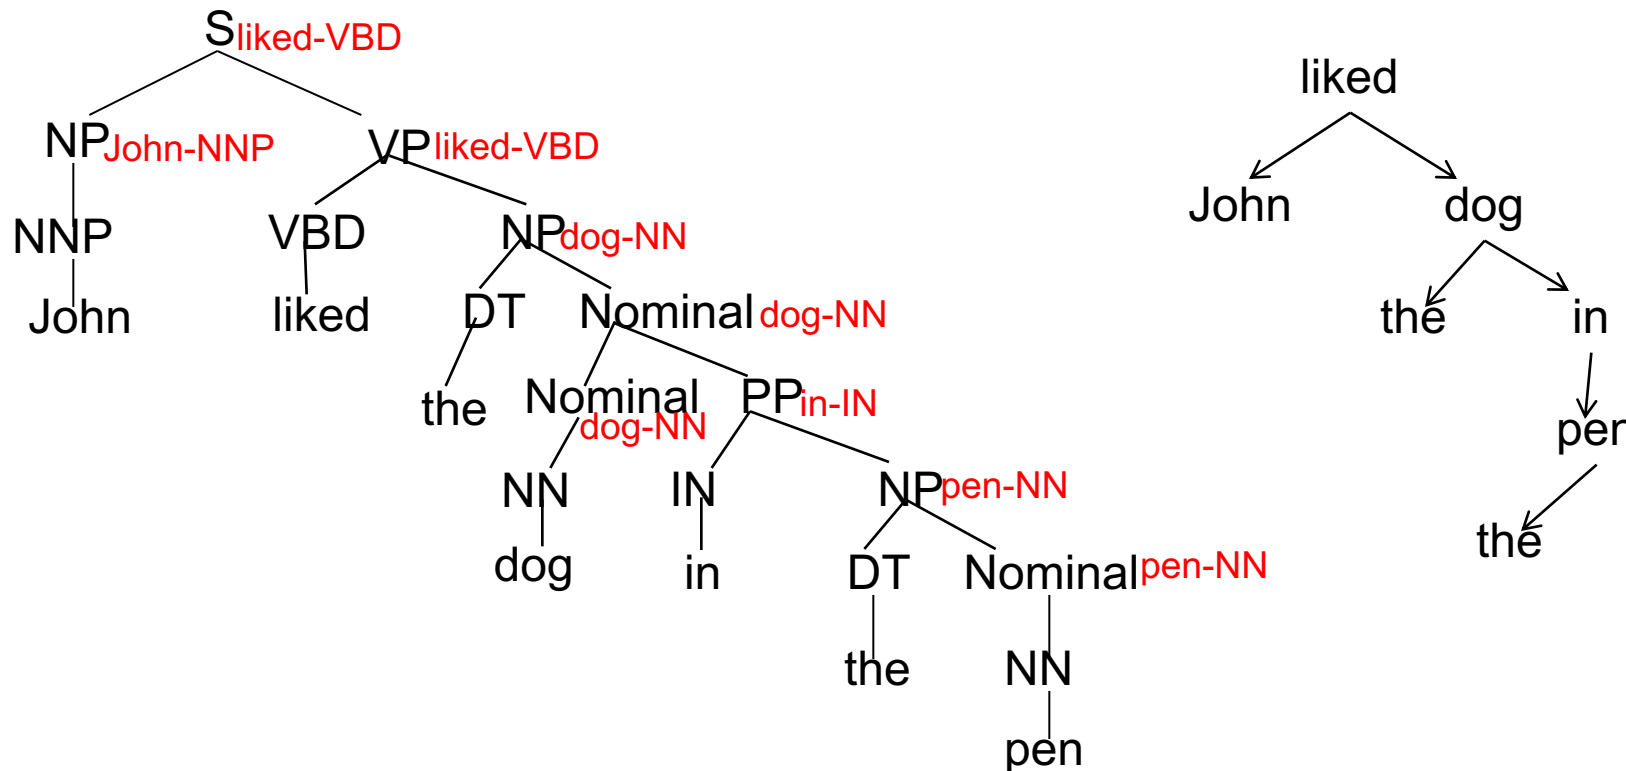 S liked-VBD
liked
NP John-NNP VP liked-VBD
John dog
NNP VBD NP dog-NN
John liked DT Nominal dog-NN the in
the Nominal dog-NN PP in-IN
pen
NN IN NP pen-NN
the
dog in DT Nominal pen-NN
the NN
pen